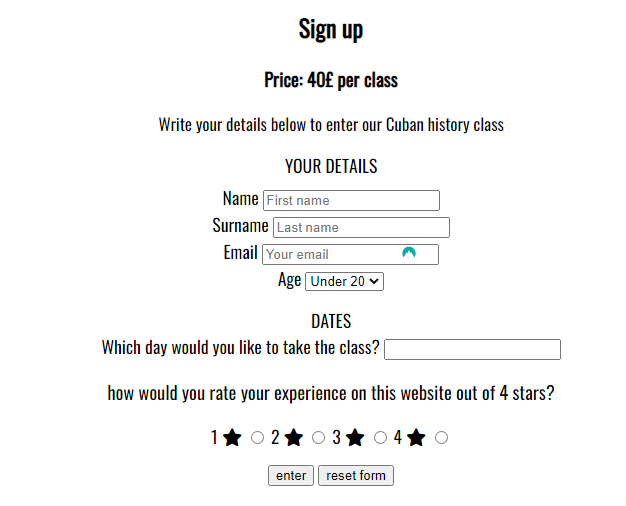 Sign up
Price: 40£ per class
Write your details below to enter our Cuban history class
YOUR DETAILS
Name First name
Surname Last name
Email Your email
Age Under 20
DATES
Which day would you like to take the class?
how would you rate your experience on this website out of 4 stars?
1 2 3 4
enter reset form